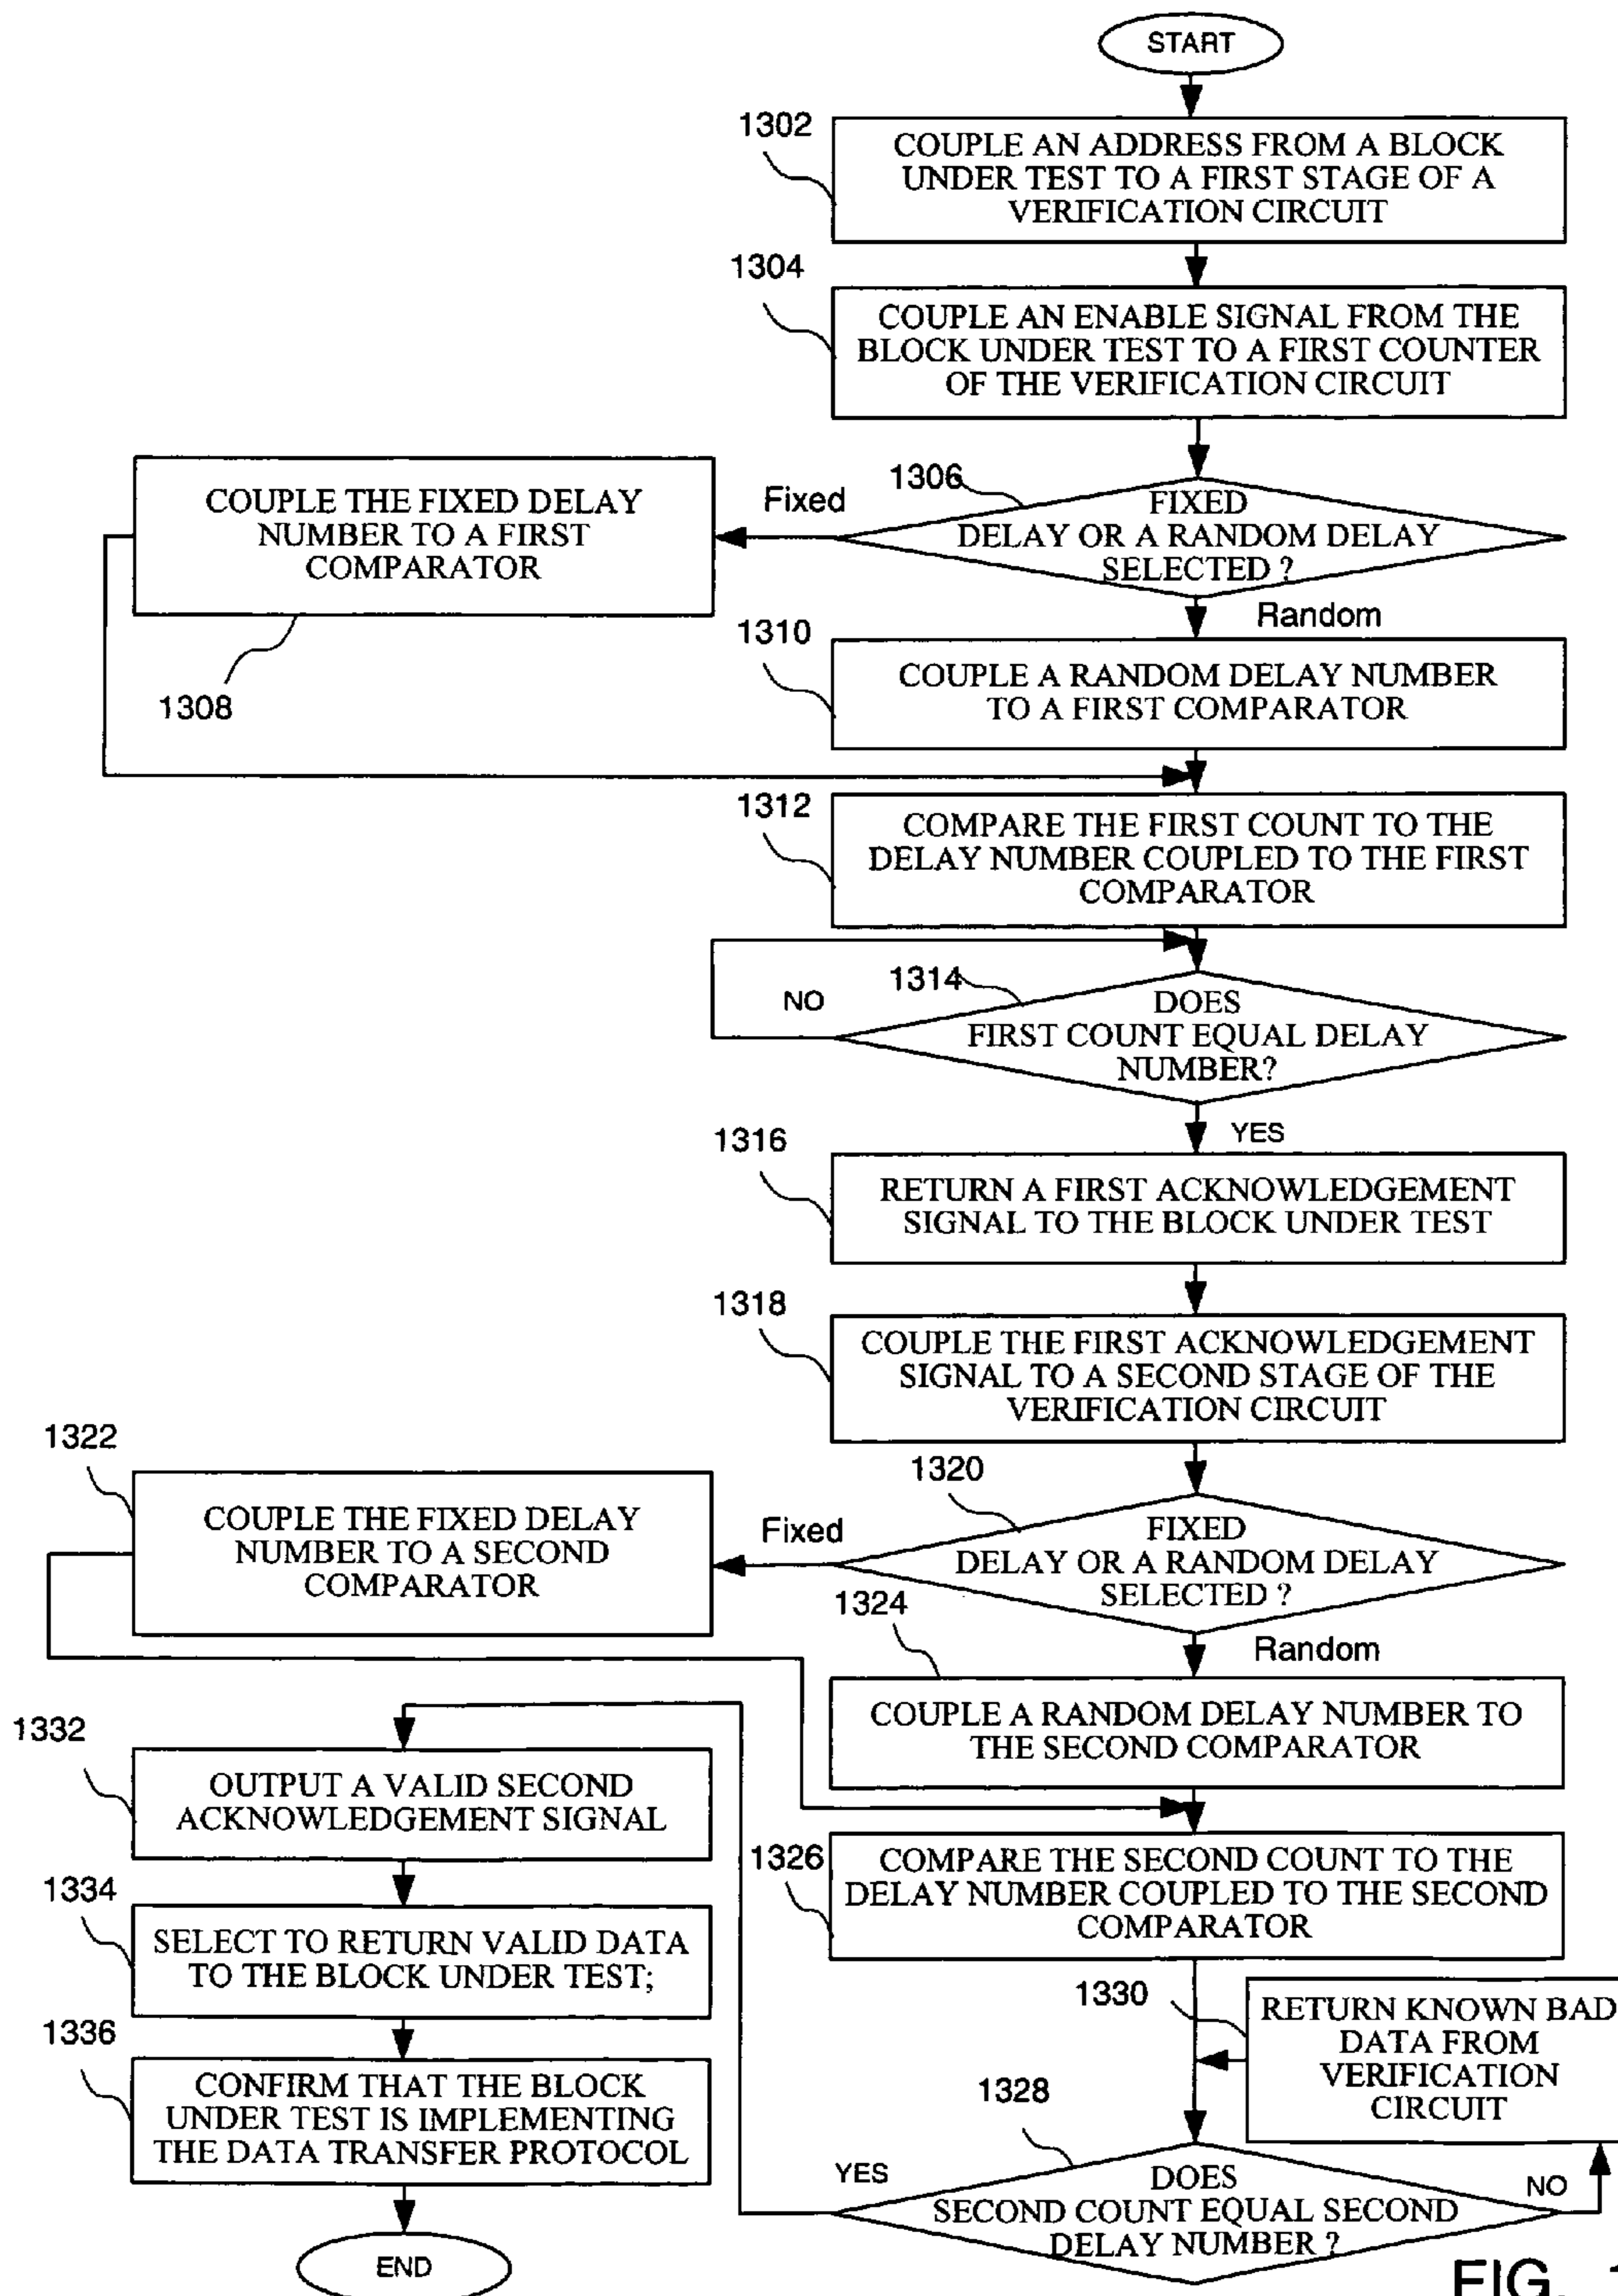 START
1302
COUPLE AN ADDRESS FROM A BLOCK
UNDER TEST TO A FIRST STAGE OF A
VERIFICATION CIRCUIT
1304
COUPLE AN ENABLE SIGNAL FROM THE
BLOCK UNDER TEST TO A FIRST COUNTER
OF THE VERIFICATION CIRCUIT
1306
FIXED
DELAY OR A RANDOM DELAY
SELECTED ?
Fixed
COUPLE THE FIXED DELAY
NUMBER TO A FIRST
COMPARATOR
1308
Random
1310
COUPLE A RANDOM DELAY NUMBER
TO A FIRST COMPARATOR
1312
COMPARE THE FIRST COUNT TO THE
DELAY NUMBER COUPLED TO THE FIRST
COMPARATOR
1314
NO
DOES
FIRST COUNT EQUAL DELAY
NUMBER?
YES
1316
RETURN A FIRST ACKNOWLEDGEMENT
SIGNAL TO THE BLOCK UNDER TEST
1318
COUPLE THE FIRST ACKNOWLEDGEMENT
SIGNAL TO A SECOND STAGE OF THE
VERIFICATION CIRCUIT
1320
FIXED
DELAY OR A RANDOM DELAY
SELECTED ?
Fixed
1322
COUPLE THE FIXED DELAY
NUMBER TO A SECOND
COMPARATOR
Random
1324
COUPLE A RANDOM DELAY NUMBER TO
THE SECOND COMPARATOR
1326
COMPARE THE SECOND COUNT TO THE
DELAY NUMBER COUPLED TO THE SECOND
COMPARATOR
1330
RETURN KNOWN BAD
DATA FROM
VERIFICATION
CIRCUIT
1328
YES
DOES
SECOND COUNT EQUAL SECOND
DELAY NUMBER ?
NO
1332
OUTPUT A VALID SECOND
ACKNOWLEDGEMENT SIGNAL
1334
SELECT TO RETURN VALID DATA
TO THE BLOCK UNDER TEST;
1336
CONFIRM THAT THE BLOCK
UNDER TEST IS IMPLEMENTING
THE DATA TRANSFER PROTOCOL
END
FIG.